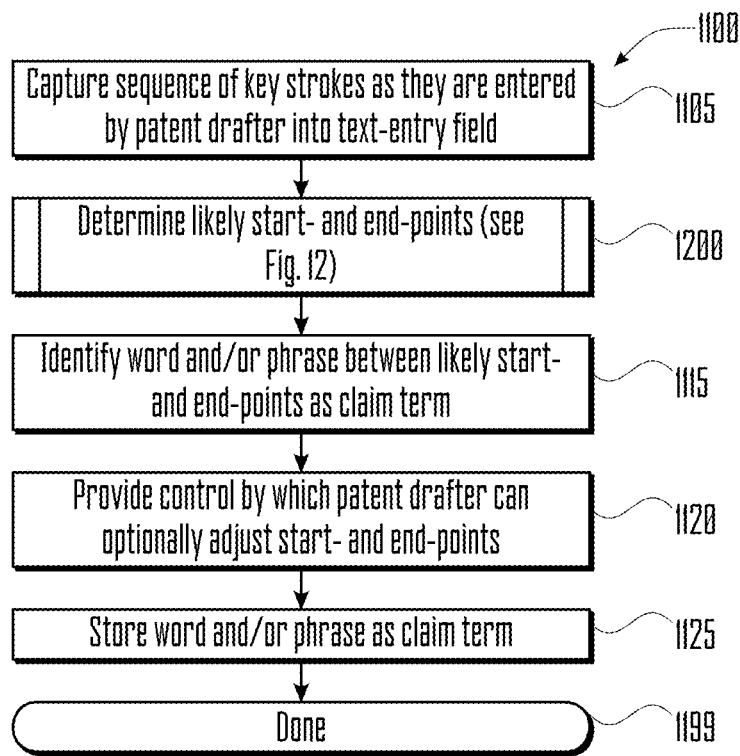 1100
Capture sequence of key strokes as they are entered
by patent drafter into text-entry field
1105
Determine likely start- and end-points (see
Fig. 12)
1200
Identify word and/or phrase between likely start-
and end-points as claim term
1115
Provide control by which patent drafter can
optionally adjust start- and end-points
1120
Store word and/or phrase as claim term
1125
Done
1199